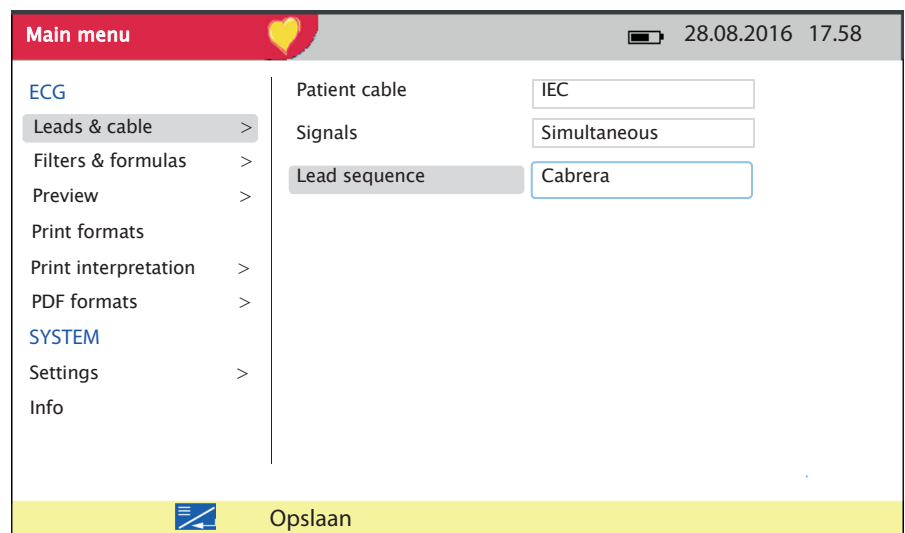 Main menu
28.08.2016 17.58
ECG
Leads & cable >
Filters & formulas >
Preview >
Print formats
Print interpretation >
PDF formats >
SYSTEM
Settings >
Info
Patient cable IEC
Signals Simultaneous
Lead sequence Cabrera
Opslaan